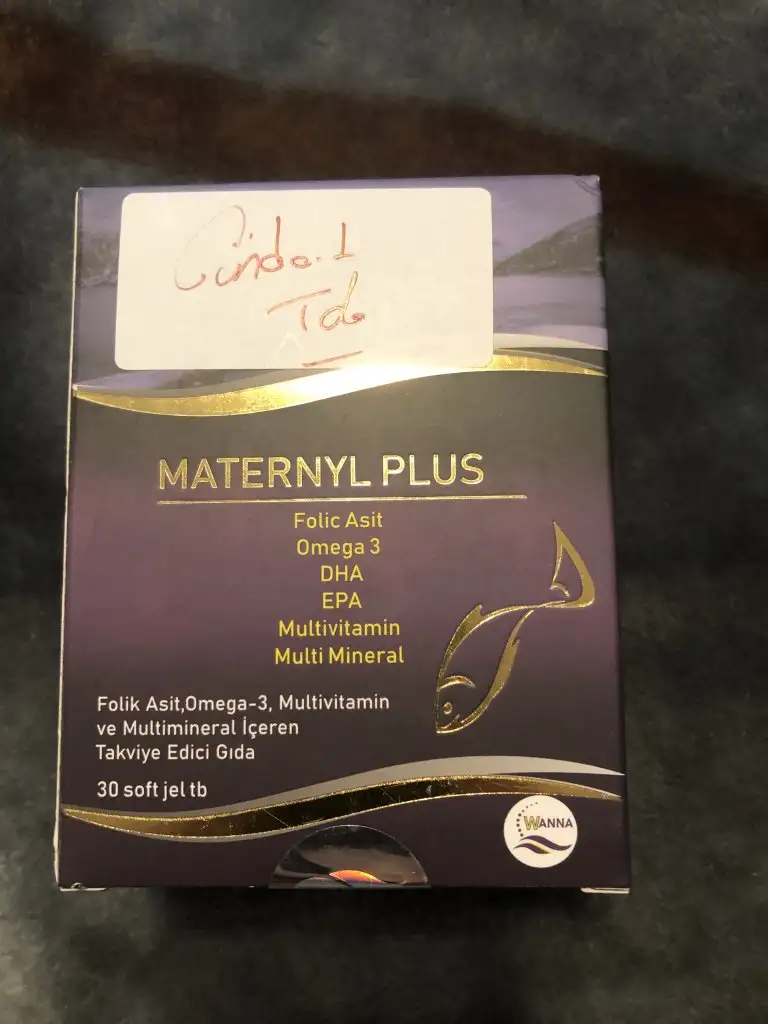 Günde 1
Tb
MATERNYL PLUS
Folic Asit
Omega 3
DHA
EPA
Multivitamin
Multi Mineral
Folik Asit,Omega-3, Multivitamin
ve Multimineral İçeren
Takviye Edici Gıda
30 soft jel tb
WANNA